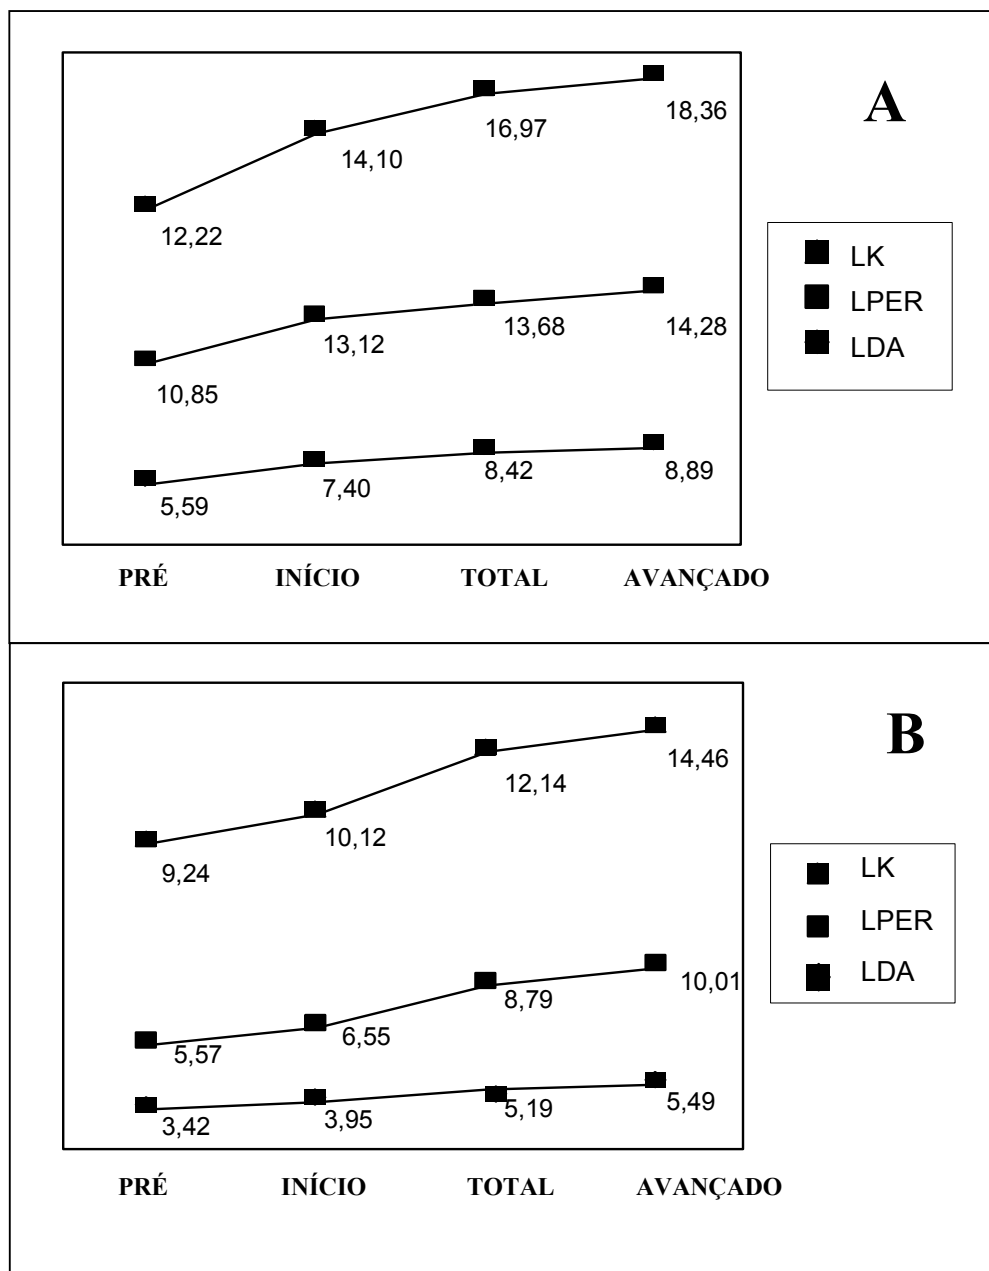 A
18,36
16,97
14,10
12,22
LK
LPER
LDA
14,28
13,68
13,12
10,85
8,89
8,42
7,40
5,59
PRÉ INÍCIO TOTAL AVANÇADO
B
14,46
12,14
10,12
9,24
LK
LPER
LDA
10,01
8,79
6,55
5,57
5,49
5,19
3,95
3,42
PRÉ INÍCIO TOTAL AVANÇADO